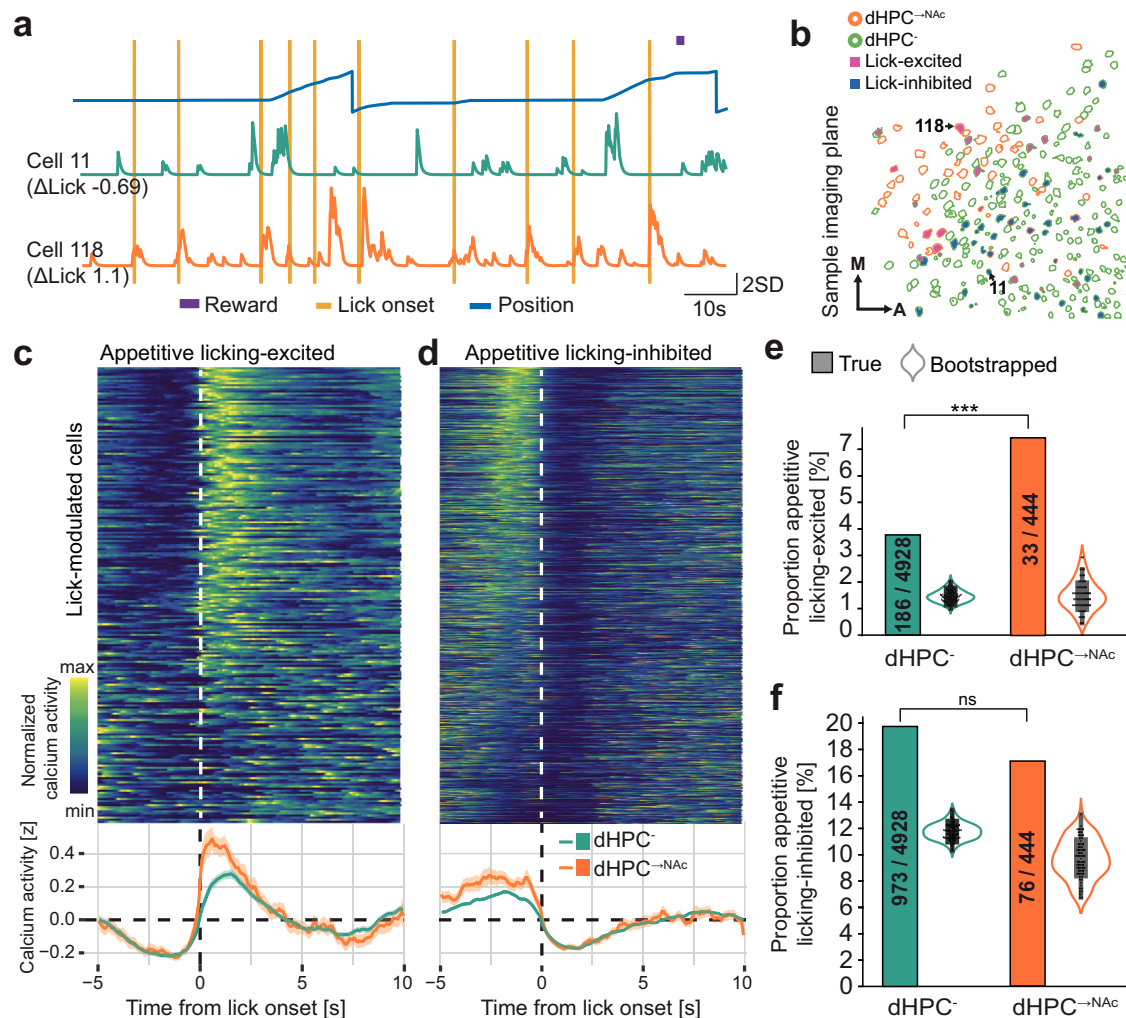 a
Cell 11
(ΔLick -0.69)
Cell 118
(ΔLick 1.1)
2SD
10s
Reward
Lick onset
Position
b
dHPC→NAc
dHPC-
Lick-excited
Lick-inhibited
Sample imaging plane
118
11
M
A
c
Appetitive licking-excited
Lick-modulated cells
max
Normalized
calcium activity
min
Calcium activity [z]
0.4
0.2
0.0
−0.2
−5
0
5
10
Time from lick onset [s]
d
Appetitive licking-inhibited
dHPC-
dHPC→NAc
−5
0
5
10
Time from lick onset [s]
e
True
Bootstrapped
***
Proportion appetitive
licking-excited [%]
7
6
5
4
3
2
1
0
186 / 4928
33 / 444
dHPC-
dHPC→NAc
f
ns
Proportion appetitive
licking-inhibited [%]
20
18
16
14
12
10
8
6
4
2
0
973 / 4928
76 / 444
dHPC-
dHPC→NAc